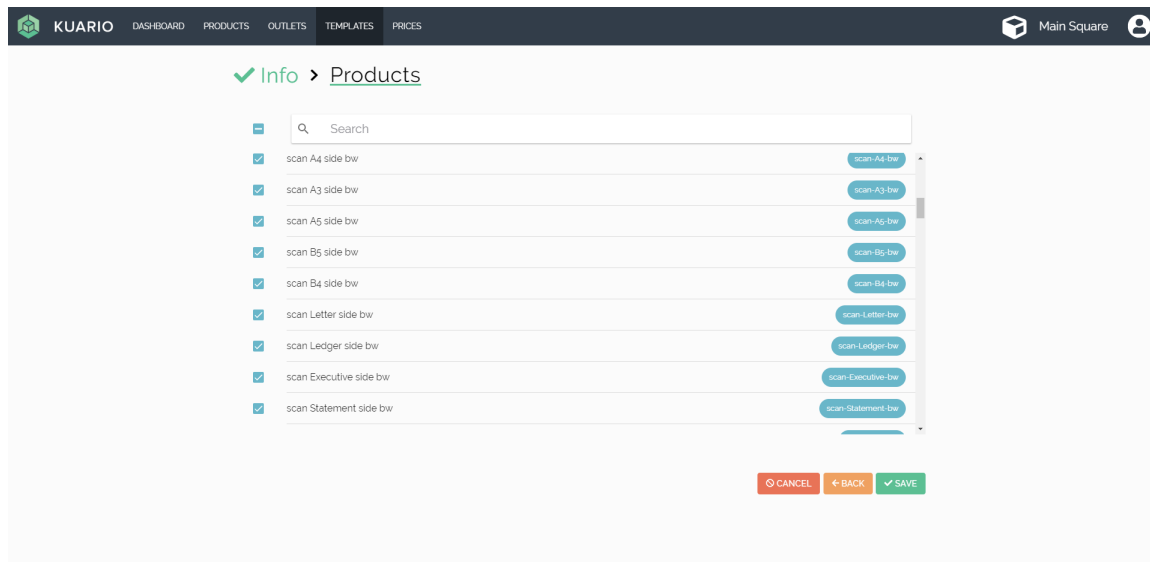 KUARIO DASHBOARD PRODUCTS OUTLETS TEMPLATES PRICES Main Square
Info > Products
Search
scan A4 side bw scan-A4-bw
scan A3 side bw scan-A3-bw
scan A5 side bw scan-A5-bw
scan B5 side bw scan-B5-bw
scan B4 side bw scan-B4-bw
scan Letter side bw scan-Letter-bw
scan Ledger side bw scan-Ledger-bw
scan Executive side bw scan-Executive-bw
scan Statement side bw scan-Statement-bw
CANCEL BACK SAVE